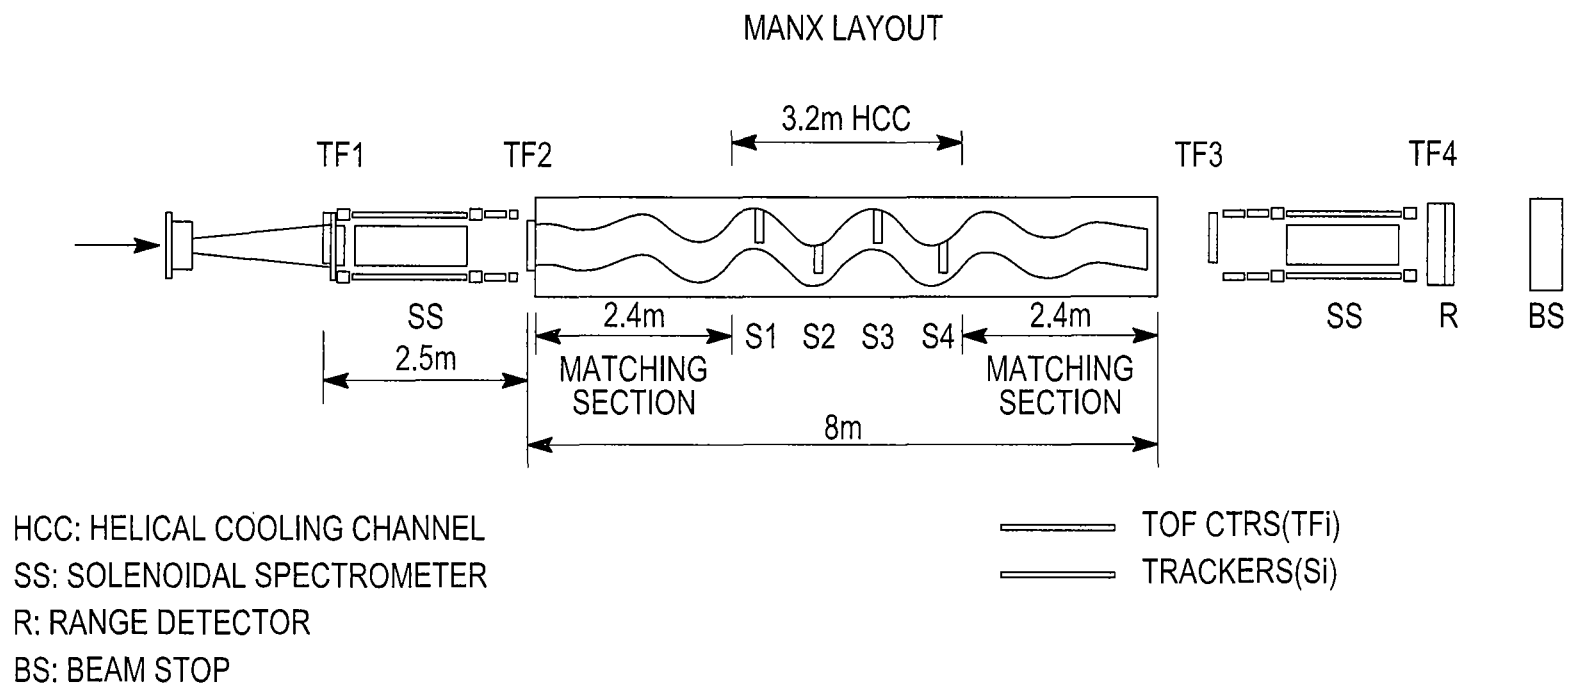 MANX LAYOUT
3.2m HCC
TF1
TF2
TF3
TF4
SS
2.5m
2.4m
MATCHING
SECTION
S1
S2
S3
S4
2.4m
MATCHING
SECTION
8m
SS
R
BS
HCC: HELICAL COOLING CHANNEL
SS: SOLENOIDAL SPECTROMETER
R: RANGE DETECTOR
BS: BEAM STOP
TOF CTRS(TFi)
TRACKERS(Si)